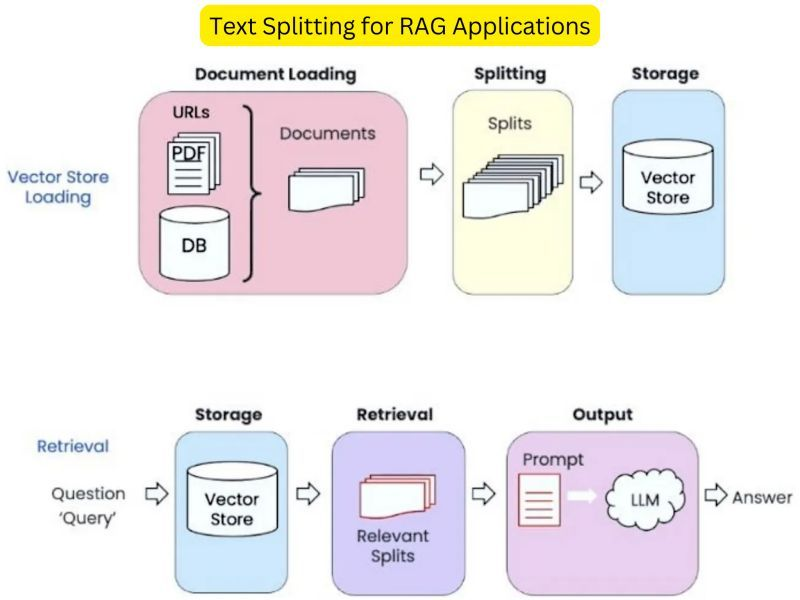 Text Splitting for RAG Applications
Document Loading
Splitting
Storage
URLs
PDF
DB
Documents
Splits
Vector
Store
Vector Store
Loading
Storage
Retrieval
Output
Retrieval
Question
‘Query’
Vector
Store
Relevant
Splits
Prompt
LLM
Answer